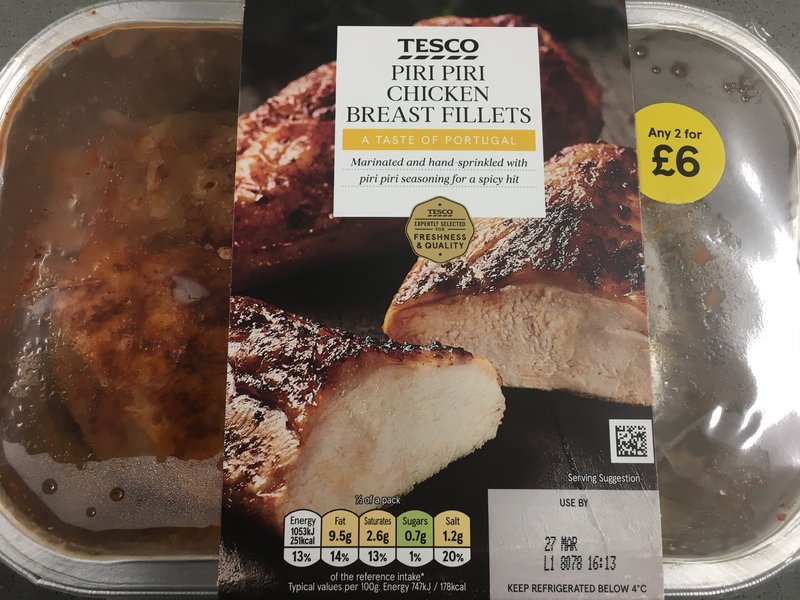 TESCO
PIRI PIRI
CHICKEN
BREAST FILLETS
A TASTE OF PORTUGAL
Marinated and hand-sprinkled with
piri piri seasoning for a spicy hit
TESCO
EXPERTLY SELECTED
FOR
FRESHNESS
& QUALITY
Any 2 for
£6
Serving Suggestion
½ of a pack
Energy Fat Saturates Sugars Salt
1053kJ
251kcal 9.5g 2.6g 0.7g 1.2g
13% 14% 13% 1% 20%
of the reference intake*
Typical values per 100g: Energy 747kJ / 178kcal
USE BY
27 MAR
L1 8078 16:13
KEEP REFRIGERATED BELOW 4°C